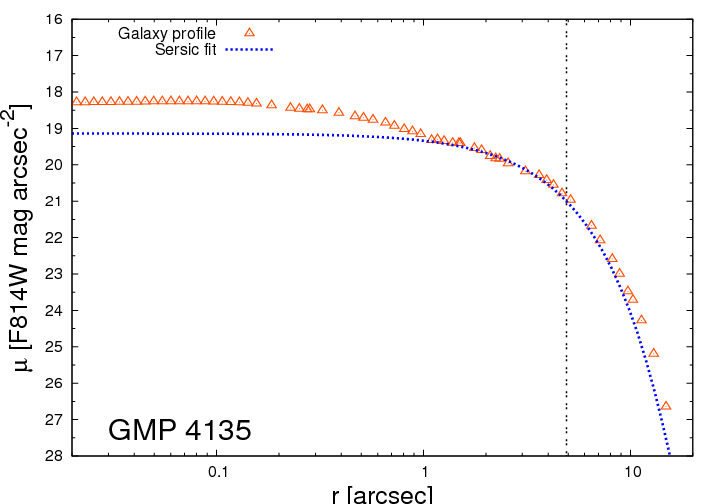 Galaxy profile
Sersic fit
16
17
18
19
20
21
22
23
24
25
26
27
28
μ [F814W mag arcsec⁻²]
GMP 4135
0.1 1 10
r [arcsec]